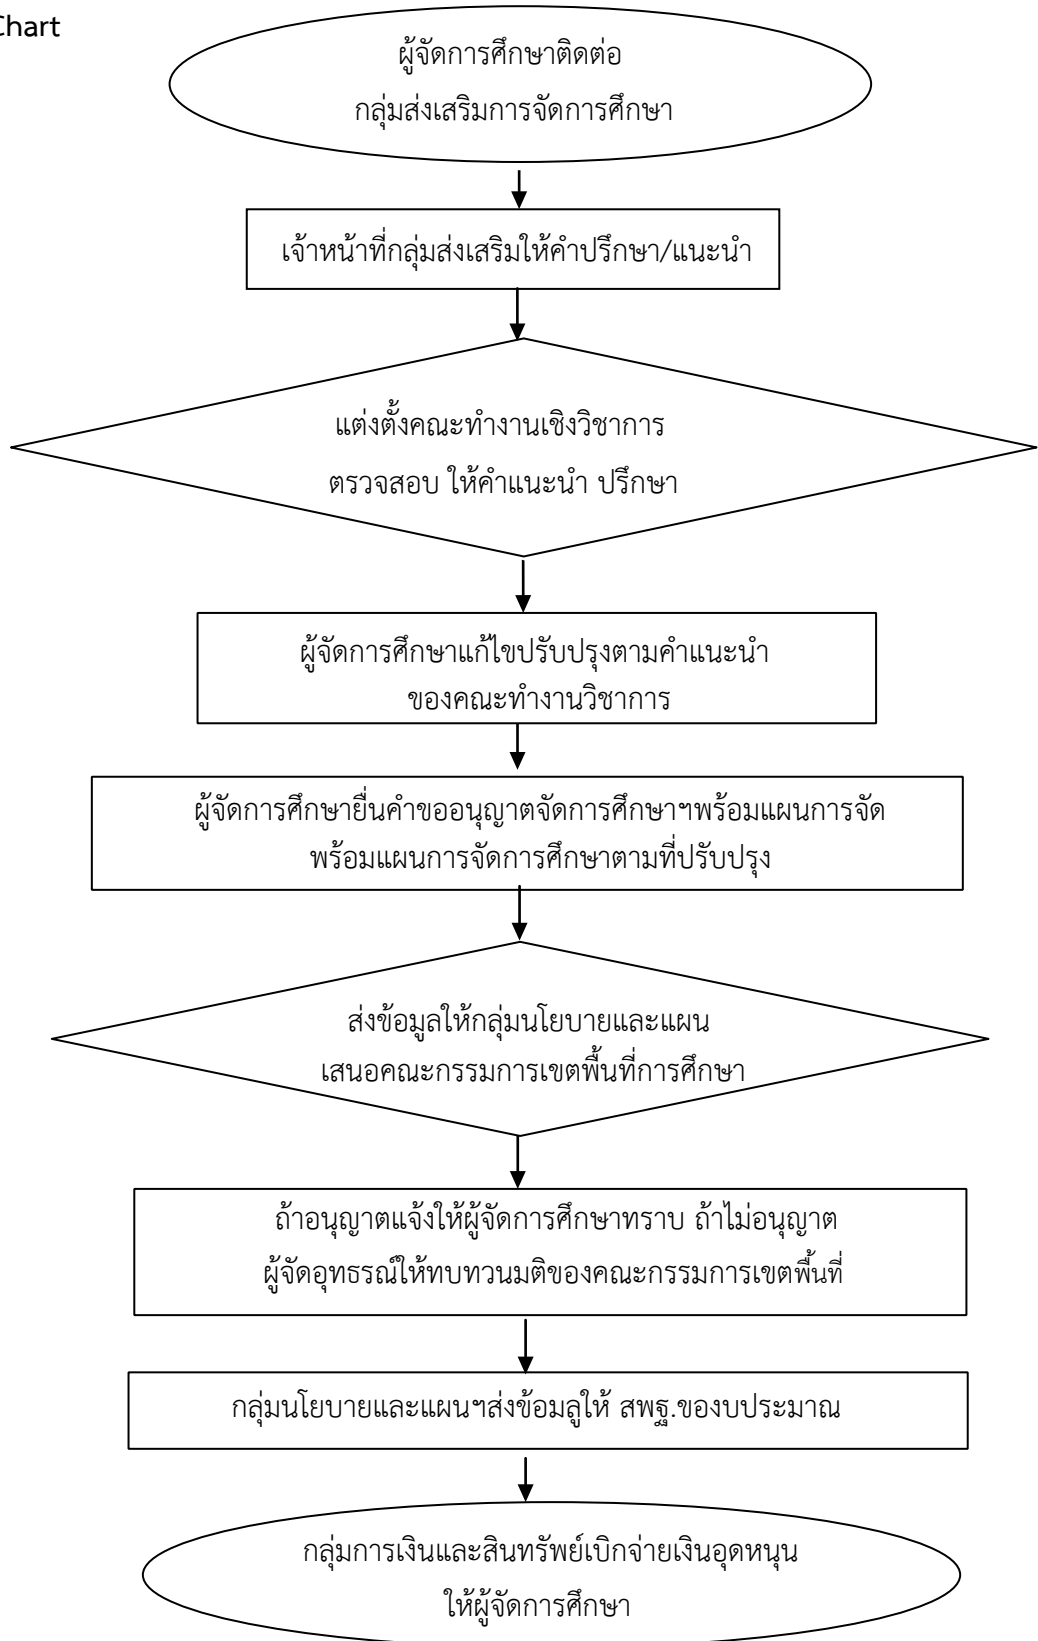 Chart
ผู้จัดการศึกษาติดต่อ
กลุ่มส่งเสริมการจัดการศึกษา
เจ้าหน้าที่กลุ่มส่งเสริมให้คำปรึกษา/แนะนำ
แต่งตั้งคณะทำงานเชิงวิชาการ
ตรวจสอบ ให้คำแนะนำ ปรึกษา
ผู้จัดการศึกษาแก้ไขปรับปรุงตามคำแนะนำ
ของคณะทำงานวิชาการ
ผู้จัดการศึกษายื่นคำขออนุญาตจัดการศึกษาฯพร้อมแผนการจัด
พร้อมแผนการจัดการศึกษาตามที่ปรับปรุง
ส่งข้อมูลให้กลุ่มนโยบายและแผน
เสนอคณะกรรมการเขตพื้นที่การศึกษา
ถ้าอนุญาตแจ้งให้ผู้จัดการศึกษาทราบ ถ้าไม่อนุญาต
ผู้จัดอุทธรณ์ให้ทบทวนมติของคณะกรรมการเขตพื้นที่
กลุ่มนโยบายและแผนฯส่งข้อมลูให้ สพฐ.ของบประมาณ
กลุ่มการเงินและสินทรัพย์เบิกจ่ายเงินอุดหนุน
ให้ผู้จัดการศึกษา